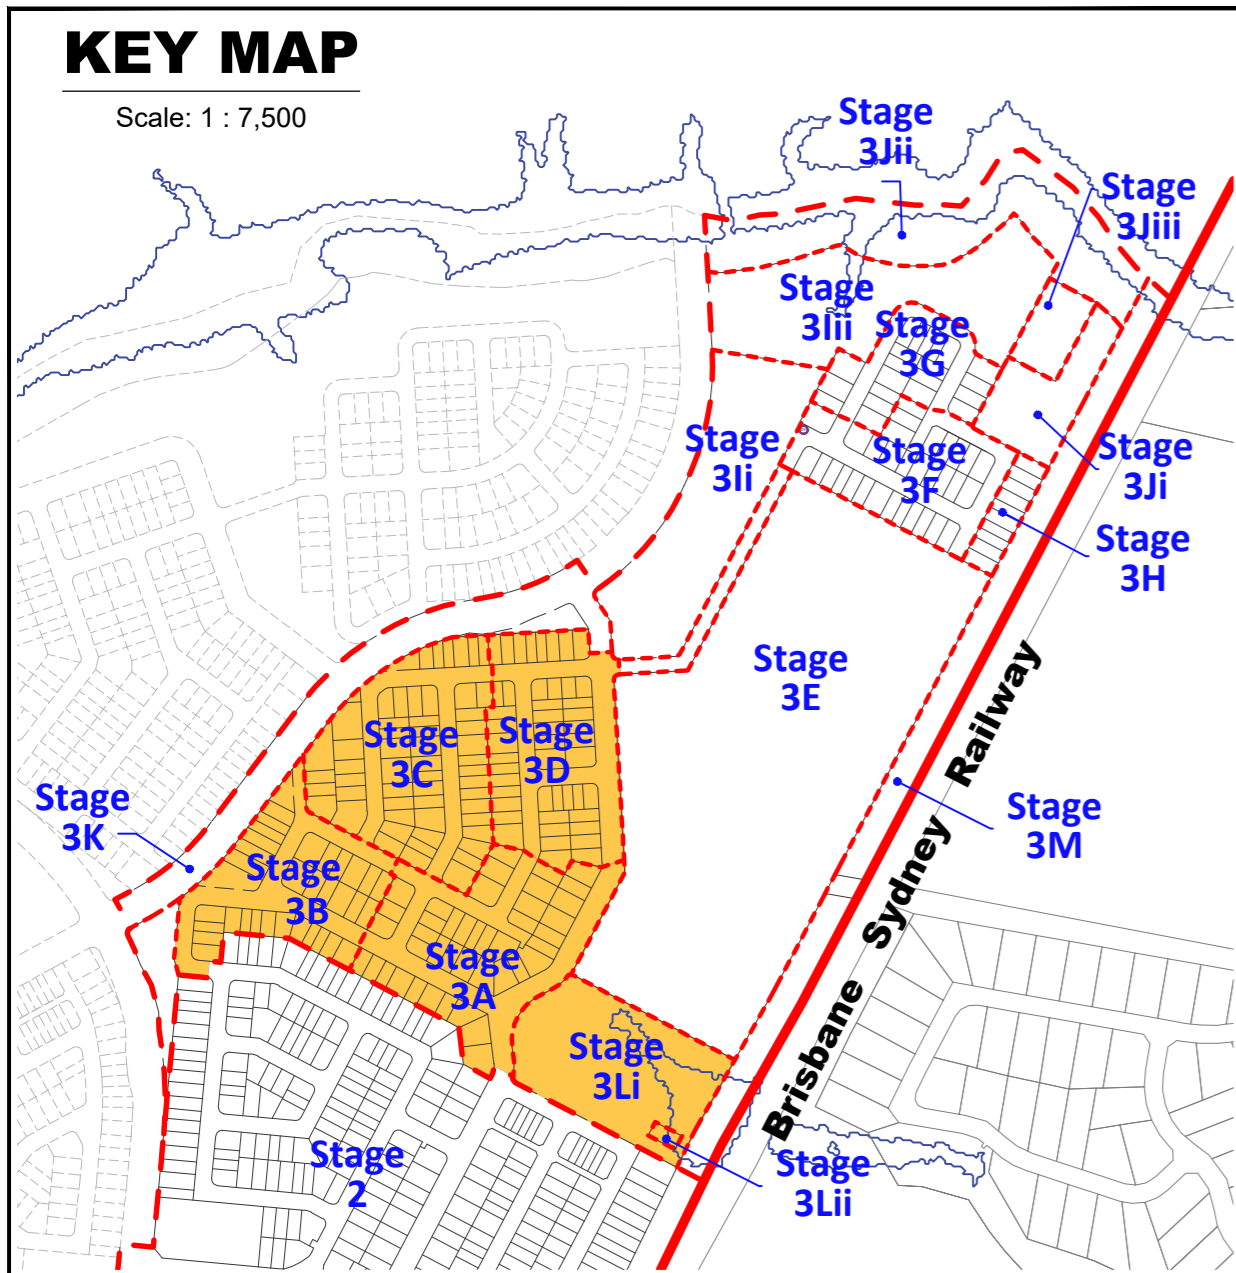 KEY MAP
Scale: 1 : 7,500
Stage
3Jii
Stage
3Jiii
Stage
3Iii
Stage
3G
Stage
3Ii
Stage
3F
Stage
3Ji
Stage
3H
Stage
3E
Stage
3C
Stage
3D
Stage
3K
Stage
3M
Stage
3B
Stage
3A
Stage
3Li
Stage
2
Stage
3Lii
Brisbane Sydney Railway